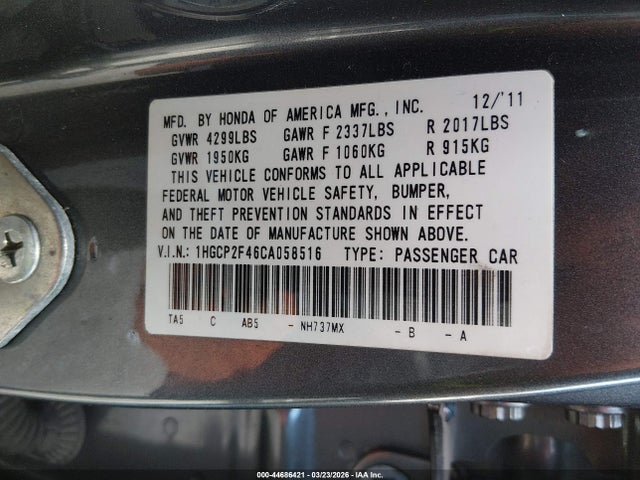 MFD. BY HONDA OF AMERICA MFG., INC. 12/'11
GVWR 4299LBS GAWR F 2337LBS R 2017LBS
GVWR 1950KG GAWR F 1060KG R 915KG
THIS VEHICLE CONFORMS TO ALL APPLICABLE
FEDERAL MOTOR VEHICLE SAFETY, BUMPER,
AND THEFT PREVENTION STANDARDS IN EFFECT
ON THE DATE OF MANUFACTURE SHOWN ABOVE.
V.I.N.: 1HGCP2F46CA058516 TYPE: PASSENGER CAR
TA5 C AB5 - NH737MX - B - A
000-44686421 - 03/23/2026 - IAA Inc.